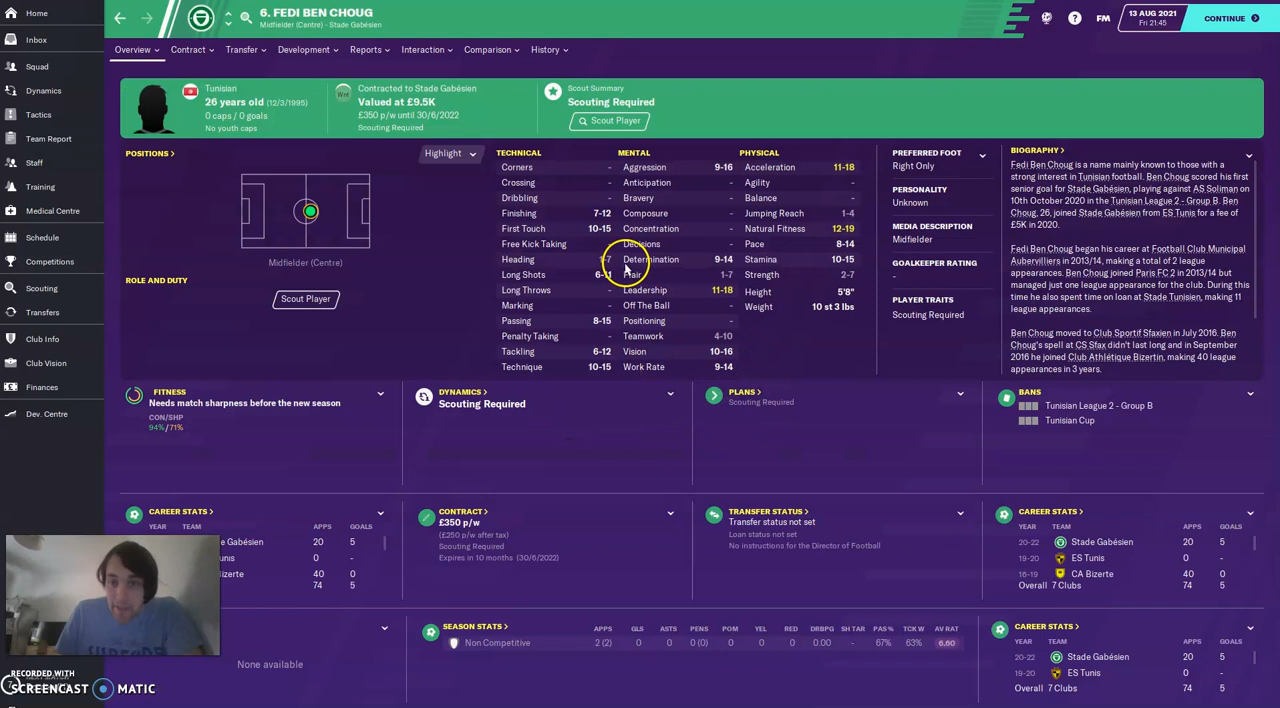 6. FEDI BEN CHOUG
Midfielder (Centre) - Stade Gabésien
FM
13 AUG 2021
Fri 21:45
CONTINUE
Home
Inbox
Squad
Dynamics
Tactics
Team Report
Staff
Training
Medical Centre
Schedule
Competitions
Scouting
Transfers
Club Info
Club Vision
Finances
Dev. Centre
Overview
Contract
Transfer
Development
Reports
Interaction
Comparison
History
Tunisian
26 years old (12/3/1995)
0 caps / 0 goals
No youth caps
Wnt
Contracted to Stade Gabésien
Valued at £9.5K
£350 p/w until 30/6/2022
Scouting Required
Scout Summary
Scouting Required
Scout Player
POSITIONS >
Highlight
Midfielder (Centre)
ROLE AND DUTY
Scout Player
TECHNICAL
Corners -
Crossing -
Dribbling -
Finishing 7-12
First Touch 10-15
Free Kick Taking
Heading 1-7
Long Shots 6-11
Long Throws -
Marking -
Passing 8-15
Penalty Taking -
Tackling 6-12
Technique 10-15
MENTAL
Aggression 9-16
Anticipation -
Bravery -
Composure -
Concentration -
Decisions -
Determination 9-14
Flair 1-7
Leadership 11-18
Off The Ball -
Positioning -
Teamwork 4-10
Vision 10-16
Work Rate 9-14
PHYSICAL
Acceleration 11-18
Agility -
Balance -
Jumping Reach 1-4
Natural Fitness 12-19
Pace 8-14
Stamina 10-15
Strength 2-7
Height 5'8"
Weight 10 st 3 lbs
PREFERRED FOOT
Right Only
PERSONALITY
Unknown
MEDIA DESCRIPTION
Midfielder
GOALKEEPER RATING
-
PLAYER TRAITS
Scouting Required
BIOGRAPHY >
Fedi Ben Choug is a name mainly known to those with a
strong interest in Tunisian football. Ben Choug scored his first
senior goal for Stade Gabésien, playing against AS Soliman on
10th October 2020 in the Tunisian League 2 - Group B. Ben
Choug, 26, joined Stade Gabésien from ES Tunis for a fee of
£5K in 2020.
Fedi Ben Choug began his career at Football Club Municipal
Aubervilliers in 2013/14, making a total of 2 league
appearances. Ben Choug joined Paris FC 2 in 2013/14 but
managed just one league appearance for the club. During this
time he also spent time on loan at Stade Tunisien, making 11
league appearances.
Ben Choug moved to Club Sportif Sfaxien in July 2016. Ben
Choug's spell at CS Sfax didn't last long and in September
2016 he joined Club Athlétique Bizertin, making 40 league
appearances in 3 years.
FITNESS >
Needs match sharpness before the new season
CON/SHP
94%/71%
DYNAMICS >
Scouting Required
PLANS >
Scouting Required
BANS
Tunisian League 2 - Group B
Tunisian Cup
CAREER STATS >
YEAR TEAM APPS GOALS
Gabésien 20 5
unis 0 -
izerte 40 0
74 5
CONTRACT >
£350 p/w
(£250 p/w after tax)
Scouting Required
Expires in 10 months (30/6/2022)
TRANSFER STATUS >
Transfer status not set
Loan status not set
No instructions for the Director of Football
CAREER STATS >
YEAR TEAM APPS GOALS
20-22 Stade Gabésien 20 5
19-20 ES Tunis 0 -
16-19 CA Bizerte 40 0
Overall 7 Clubs 74 5
None available
SEASON STATS >
APPS GLS ASTS PENS POM YEL RED DRBPG SH TAR PAS % TCK W AV RAT
Non Competitive 2 (2) 0 0 0 (0) 0 0 0 0.00 - 67% 63% 6.60
CAREER STATS >
YEAR TEAM APPS GOALS
20-22 Stade Gabésien 20 5
19-20 ES Tunis 0 -
Overall 7 Clubs 74 5
RECORDED WITH
SCREENCAST MATIC